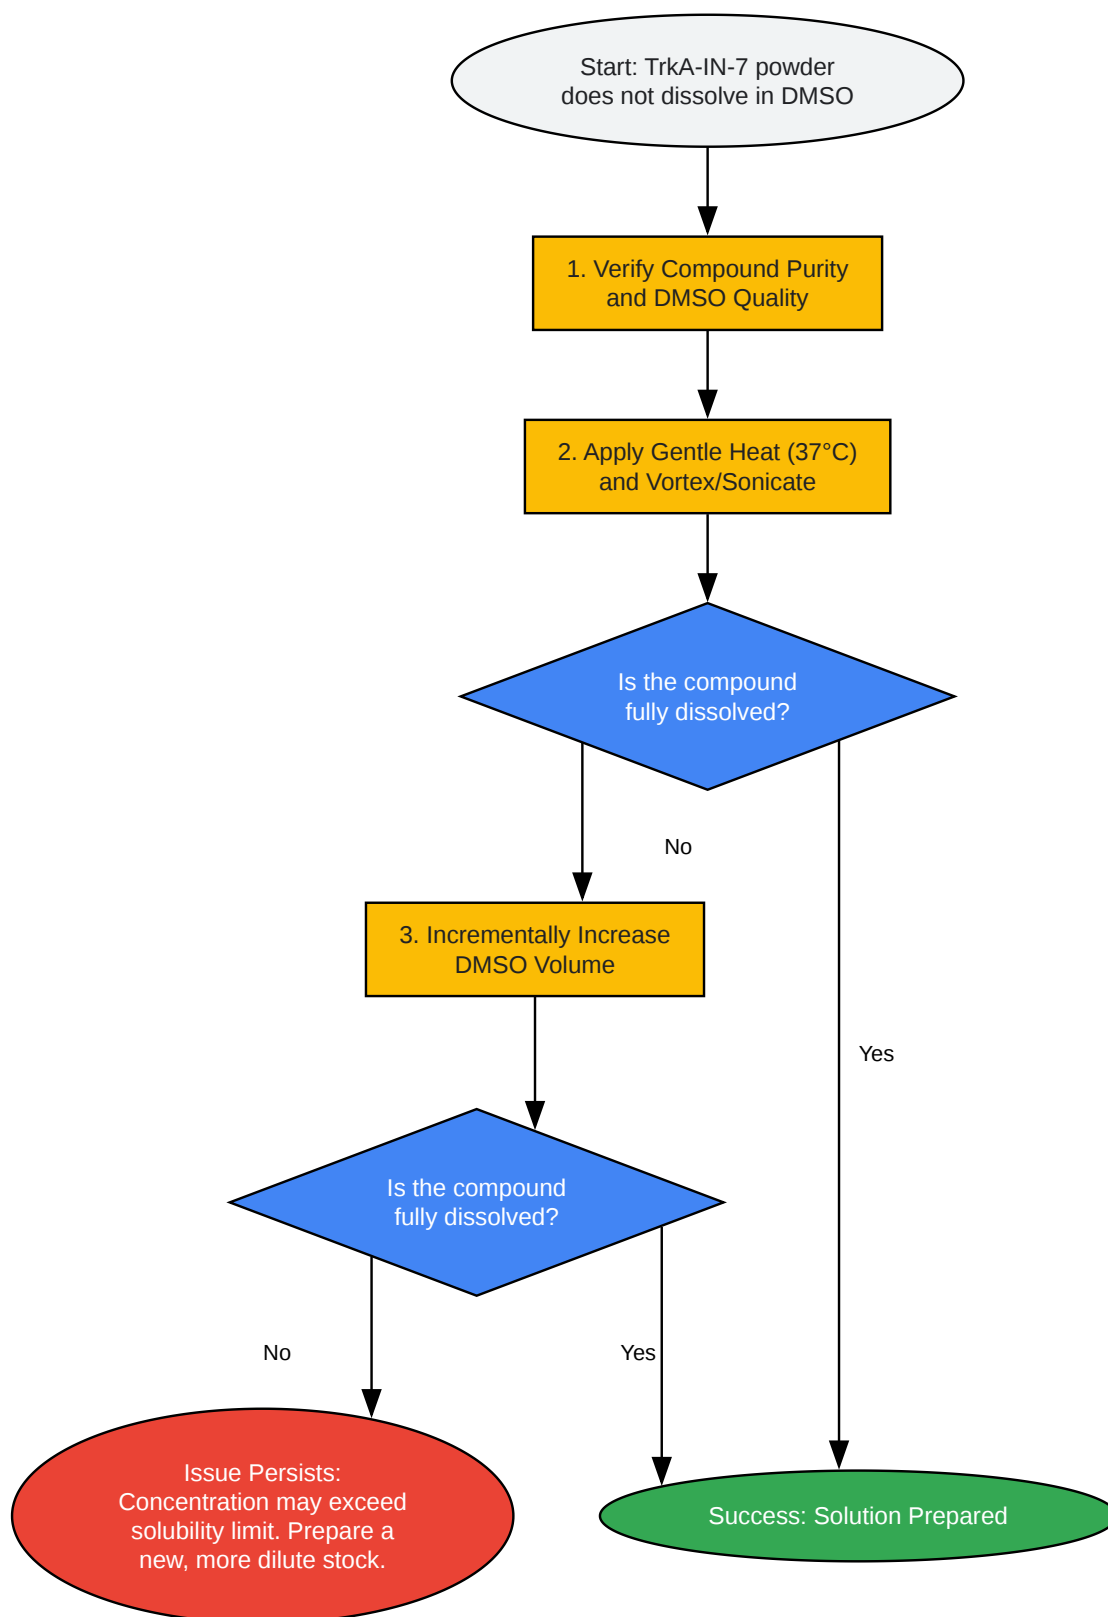 Start: TrkA-IN-7 powder
does not dissolve in DMSO
1. Verify Compound Purity
and DMSO Quality
2. Apply Gentle Heat (37°C)
and Vortex/Sonicate
Is the compound
fully dissolved?
No
3. Incrementally Increase
DMSO Volume
Yes
Is the compound
fully dissolved?
No
Yes
Issue Persists:
Concentration may exceed
solubility limit. Prepare a
new, more dilute stock.
Success: Solution Prepared